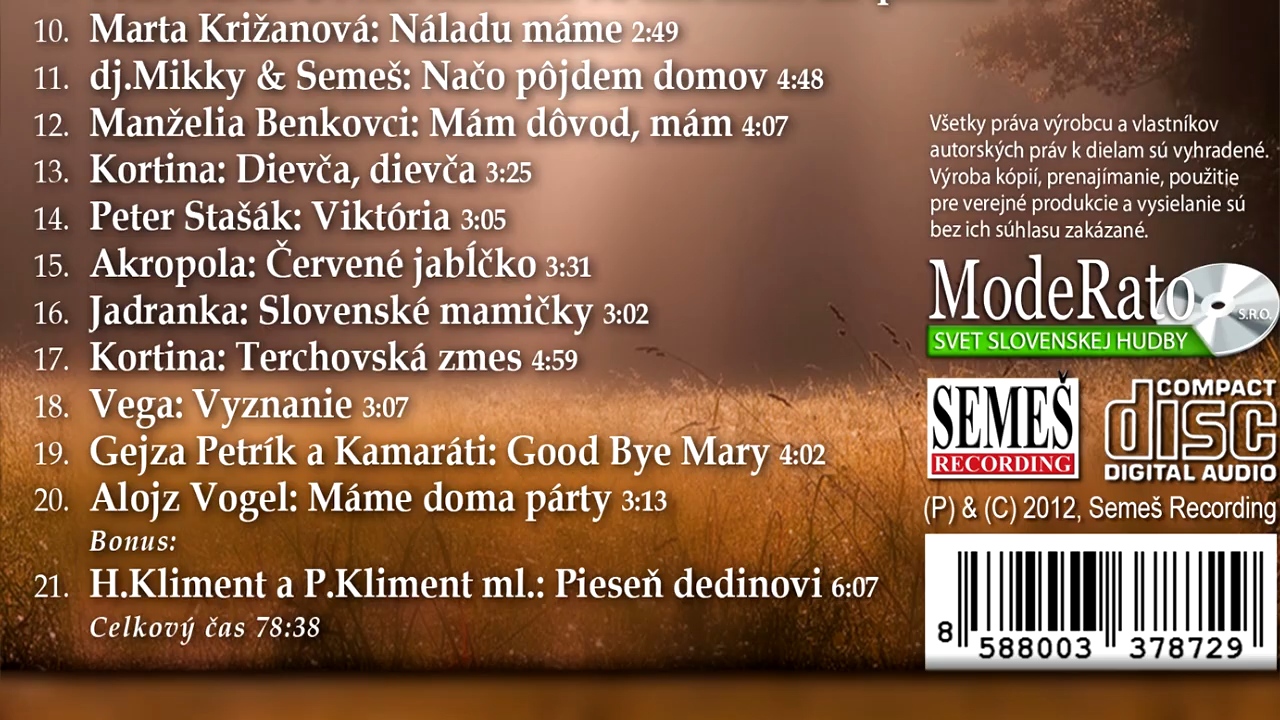 10. Marta Križanová: Náladu máme 2:49
11. dj.Mikky & Semeš: Načo pôjdem domov 4:48
12. Manželia Benkovci: Mám dôvod, mám 4:07
13. Kortina: Dievča, dievča 3:25
14. Peter Stašák: Viktória 3:05
15. Akropola: Červené jabĺčko 3:31
16. Jadranka: Slovenské mamičky 3:02
17. Kortina: Terchovská zmes 4:59
18. Vega: Vyznanie 3:07
19. Gejza Petrík a Kamaráti: Good Bye Mary 4:02
20. Alojz Vogel: Máme doma párty 3:13
Bonus:
21. H.Kliment a P.Kliment ml.: Pieseň dedinovi 6:07
Celkový čas 78:38
Všetky práva výrobcu a vlastníkov
autorských práv k dielam sú vyhradené.
Výroba kópií, prenajímanie, použitie
pre verejné produkcie a vysielanie sú
bez ich súhlasu zakázané.
ModeRato
S.R.O.
SVET SLOVENSKEJ HUDBY
SEMEŠ
RECORDING
COMPACT
disc
DIGITAL AUDIO
(P) & (C) 2012, Semeš Recording
8 588003 378729